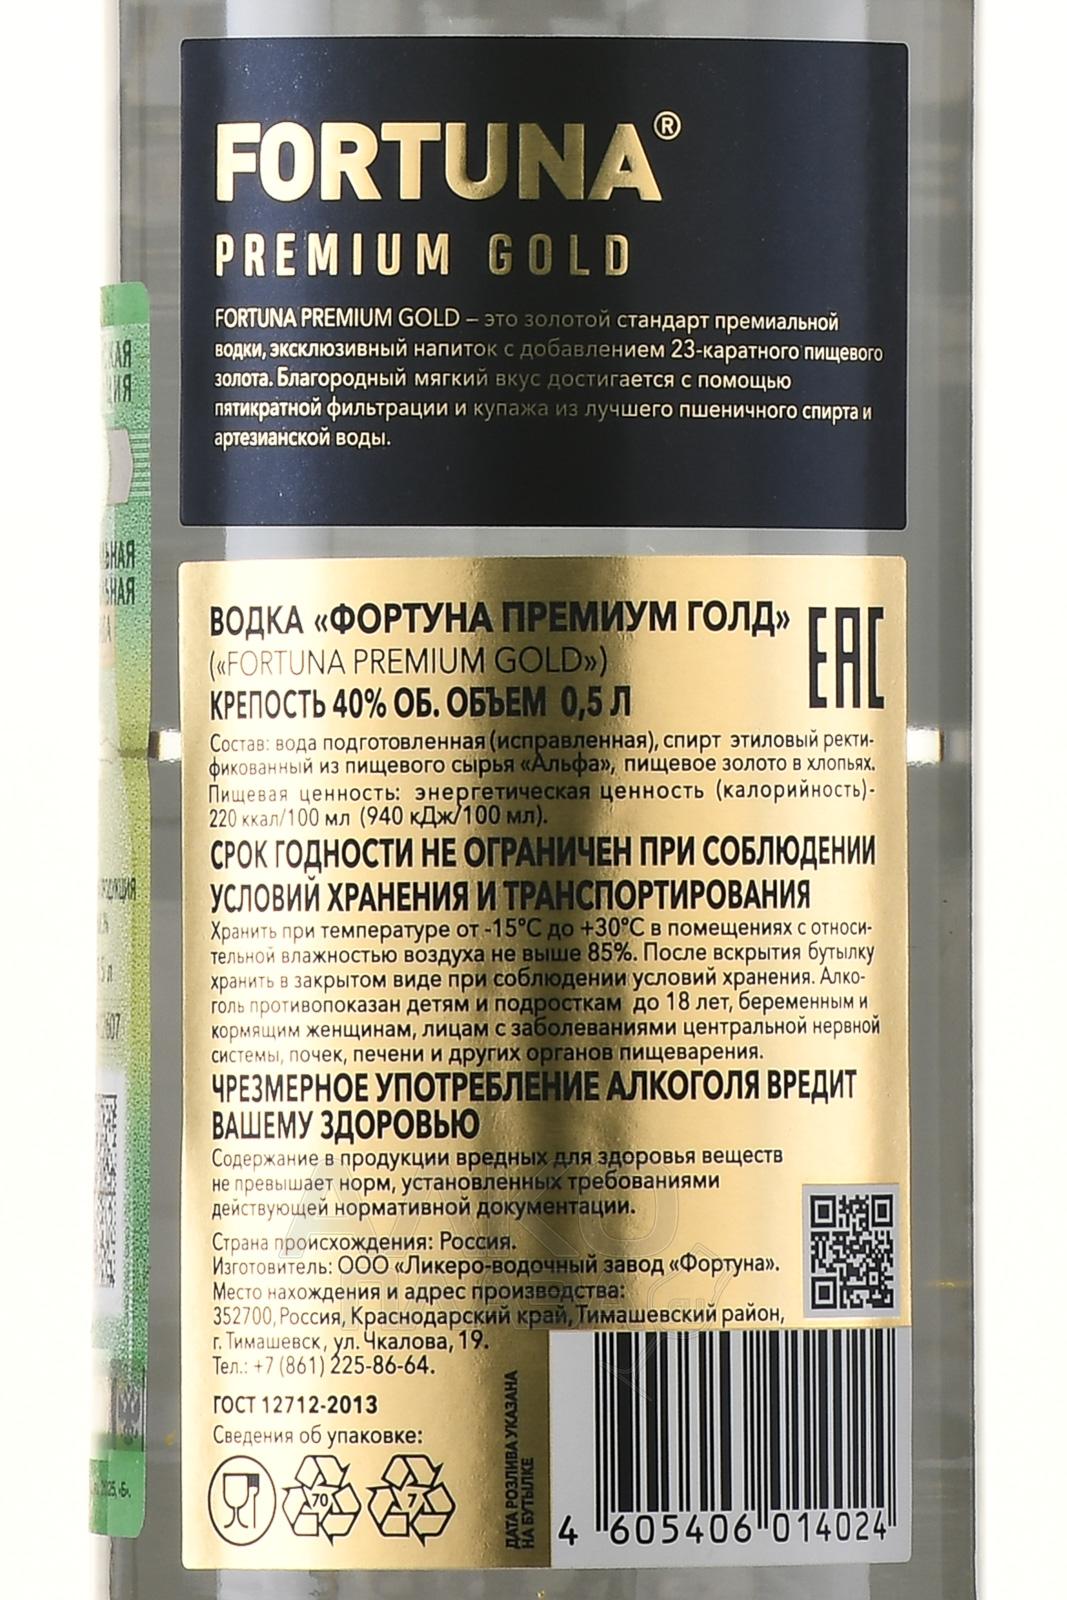 FORTUNA®
PREMIUM GOLD
FORTUNA PREMIUM GOLD – это золотой стандарт премиальной
водки, эксклюзивный напиток с добавлением 23-каратного пищевого
золота. Благородный мягкий вкус достигается с помощью
пятикратной фильтрации и купажа из лучшего пшеничного спирта и
артезианской воды.
ВОДКА «ФОРТУНА ПРЕМИУМ ГОЛД»
(«FORTUNA PREMIUM GOLD»)
EAC
КРЕПОСТЬ 40% ОБ. ОБЪЕМ 0,5 Л
Состав: вода подготовленная (исправленная), спирт этиловый ректи-
фикованный из пищевого сырья «Альфа», пищевое золото в хлопьях.
Пищевая ценность: энергетическая ценность (калорийность)-
220 ккал/100 мл (940 кДж/100 мл).
СРОК ГОДНОСТИ НЕ ОГРАНИЧЕН ПРИ СОБЛЮДЕНИИ
УСЛОВИЙ ХРАНЕНИЯ И ТРАНСПОРТИРОВАНИЯ
Хранить при температуре от -15°С до +30°С в помещениях с относи-
тельной влажностью воздуха не выше 85%. После вскрытия бутылку
хранить в закрытом виде при соблюдении условий хранения. Алко-
голь противопоказан детям и подросткам до 18 лет, беременным и
кормящим женщинам, лицам с заболеваниями центральной нервной
системы, почек, печени и других органов пищеварения.
ЧРЕЗМЕРНОЕ УПОТРЕБЛЕНИЕ АЛКОГОЛЯ ВРЕДИТ
ВАШЕМУ ЗДОРОВЬЮ
Содержание в продукции вредных для здоровья веществ
не превышает норм, установленных требованиями
действующей нормативной документации.
Страна происхождения: Россия.
Изготовитель: ООО «Ликеро-водочный завод «Фортуна».
Место нахождения и адрес производства:
352700, Россия, Краснодарский край, Тимашевский район,
г. Тимашевск, ул. Чкалова, 19.
Тел.: +7 (861) 225-86-64.
ГОСТ 12712-2013
Сведения об упаковке:
70
7
ДАТА РОЗЛИВА УКАЗАНА
НА БУТЫЛКЕ
4 605406 014024